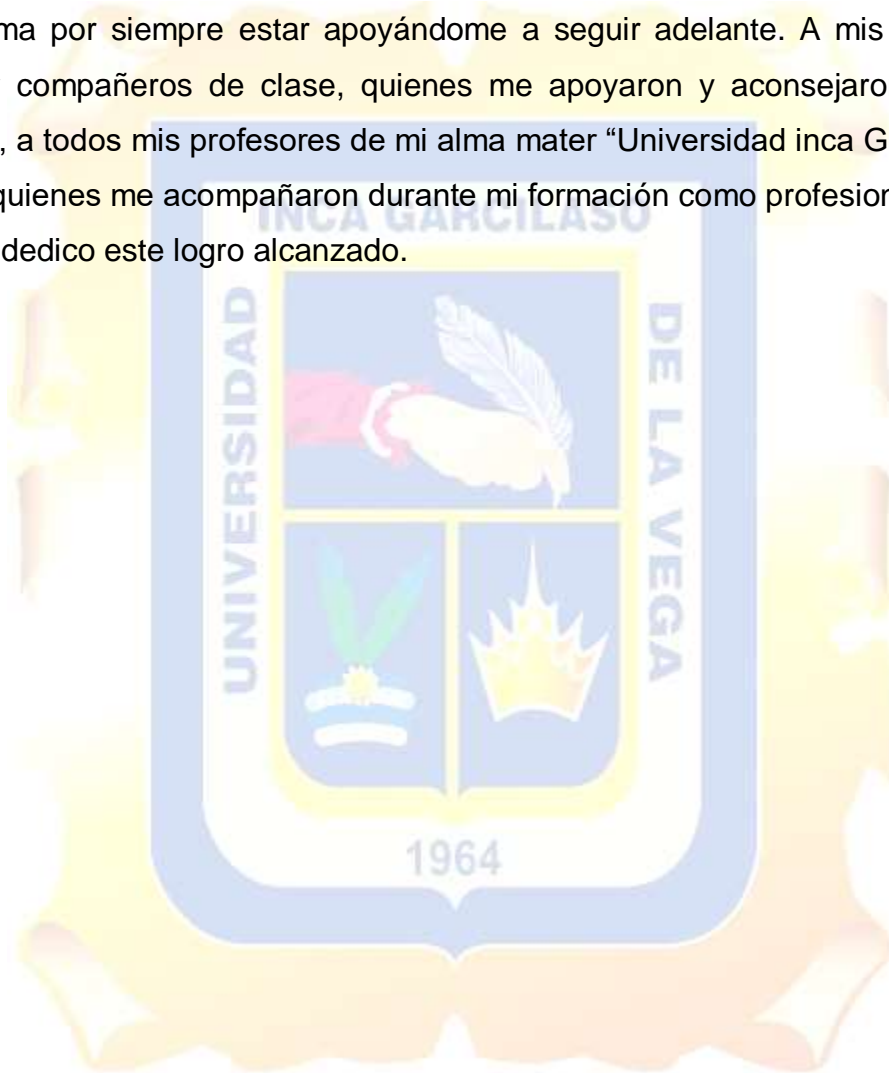 ma por siempre estar apoyándome a seguir adelante. A mis
compañeros de clase, quienes me apoyaron y
, a todos mis profesores de mi alma mater “Universidad inca
quienes me acompañaron durante mi formación como
dedico este logro alcanzado.
INCA GARCILASO
UNIVERSIDAD
DE LA VEGA
1964